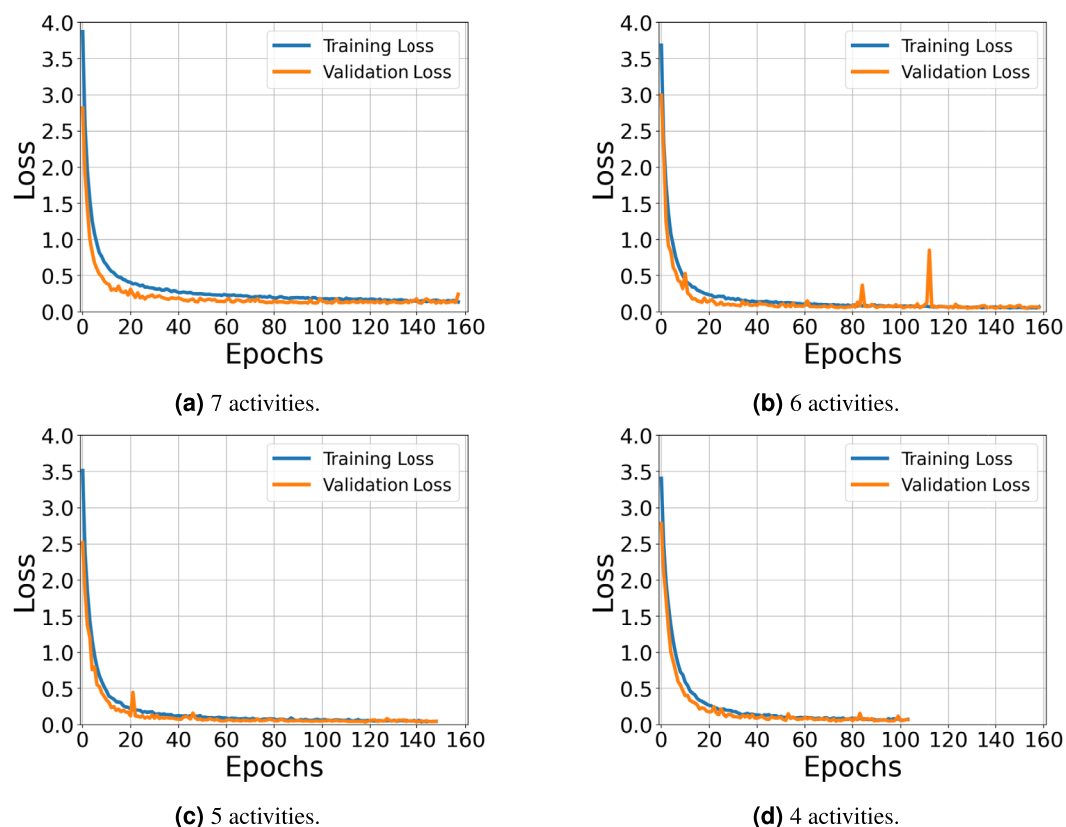 4.0
3.5
3.0
2.5
2.0
1.5
1.0
0.5
0.0
Loss
Training Loss
Validation Loss
0 20 40 60 80 100 120 140 160
Epochs
(a) 7 activities.
4.0
3.5
3.0
2.5
2.0
1.5
1.0
0.5
0.0
Loss
Training Loss
Validation Loss
0 20 40 60 80 100 120 140 160
Epochs
(b) 6 activities.
4.0
3.5
3.0
2.5
2.0
1.5
1.0
0.5
0.0
Loss
Training Loss
Validation Loss
0 20 40 60 80 100 120 140 160
Epochs
(c) 5 activities.
4.0
3.5
3.0
2.5
2.0
1.5
1.0
0.5
0.0
Loss
Training Loss
Validation Loss
0 20 40 60 80 100 120 140 160
Epochs
(d) 4 activities.